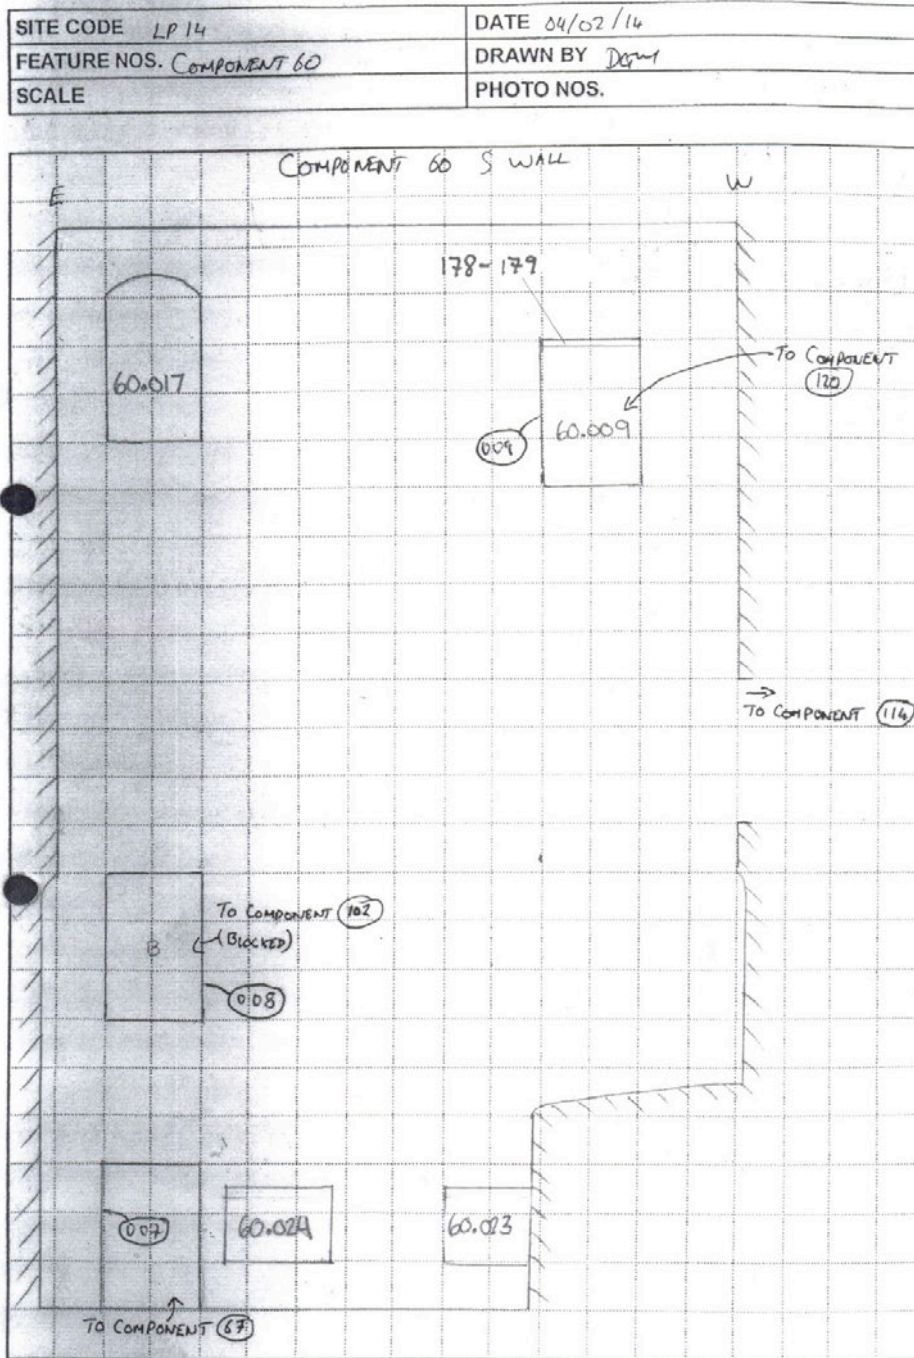 SITE CODE LP 14
DATE 04/02/14
FEATURE NOS. COMPONENT 60
DRAWN BY
SCALE
PHOTO NOS.
COMPONENT 60 S WALL
E
W
178-179
60.017
TO COMPONENT
120
009
60.009
TO COMPONENT 114
TO COMPONENT 102
(BLOCKED)
B
008
007
60.024
60.023
TO COMPONENT 67